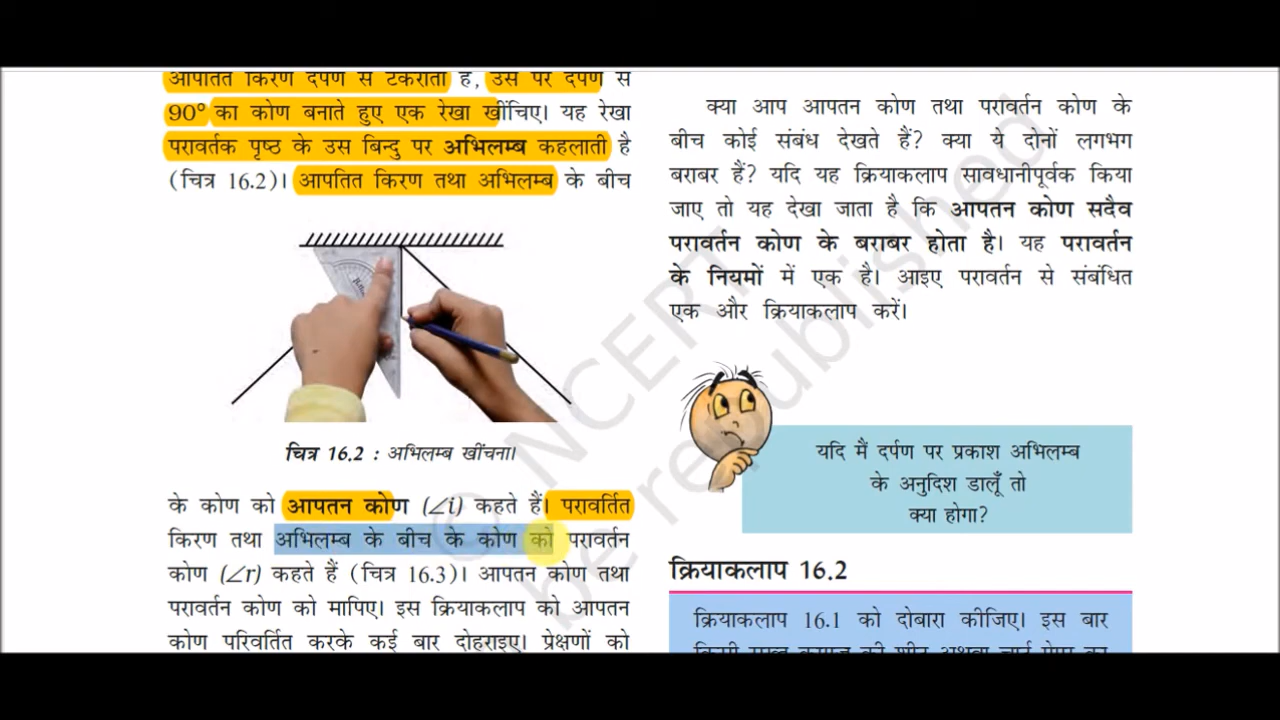 आपतित किरण दर्पण से टकराती है, उस पर दर्पण से
90° का कोण बनाते हुए एक रेखा खींचिए। यह रेखा
परावर्तक पृष्ठ के उस बिन्दु पर अभिलम्ब कहलाती है
(चित्र 16.2)। आपतित किरण तथा अभिलम्ब के बीच
चित्र 16.2 : अभिलम्ब खींचना।
के कोण को आपतन कोण (∠i) कहते हैं। परावर्तित
किरण तथा अभिलम्ब के बीच के कोण को परावर्तन
कोण (∠r) कहते हैं (चित्र 16.3)। आपतन कोण तथा
परावर्तन कोण को मापिए। इस क्रियाकलाप को आपतन
कोण परिवर्तित करके कई बार दोहराइए। प्रेक्षणों को
क्या आप आपतन कोण तथा परावर्तन कोण के
बीच कोई संबंध देखते हैं? क्या ये दोनों लगभग
बराबर हैं? यदि यह क्रियाकलाप सावधानीपूर्वक किया
जाए तो यह देखा जाता है कि आपतन कोण सदैव
परावर्तन कोण के बराबर होता है। यह परावर्तन
के नियमों में एक है। आइए परावर्तन से संबंधित
एक और क्रियाकलाप करें।
यदि मैं दर्पण पर प्रकाश अभिलम्ब
के अनुदिश डालूँ तो
क्या होगा?
क्रियाकलाप 16.2
क्रियाकलाप 16.1 को दोबारा कीजिए। इस बार
किसी सख्त कागज़ की शीट अथवा चार्ट पेपर का
© NCERT
be republished